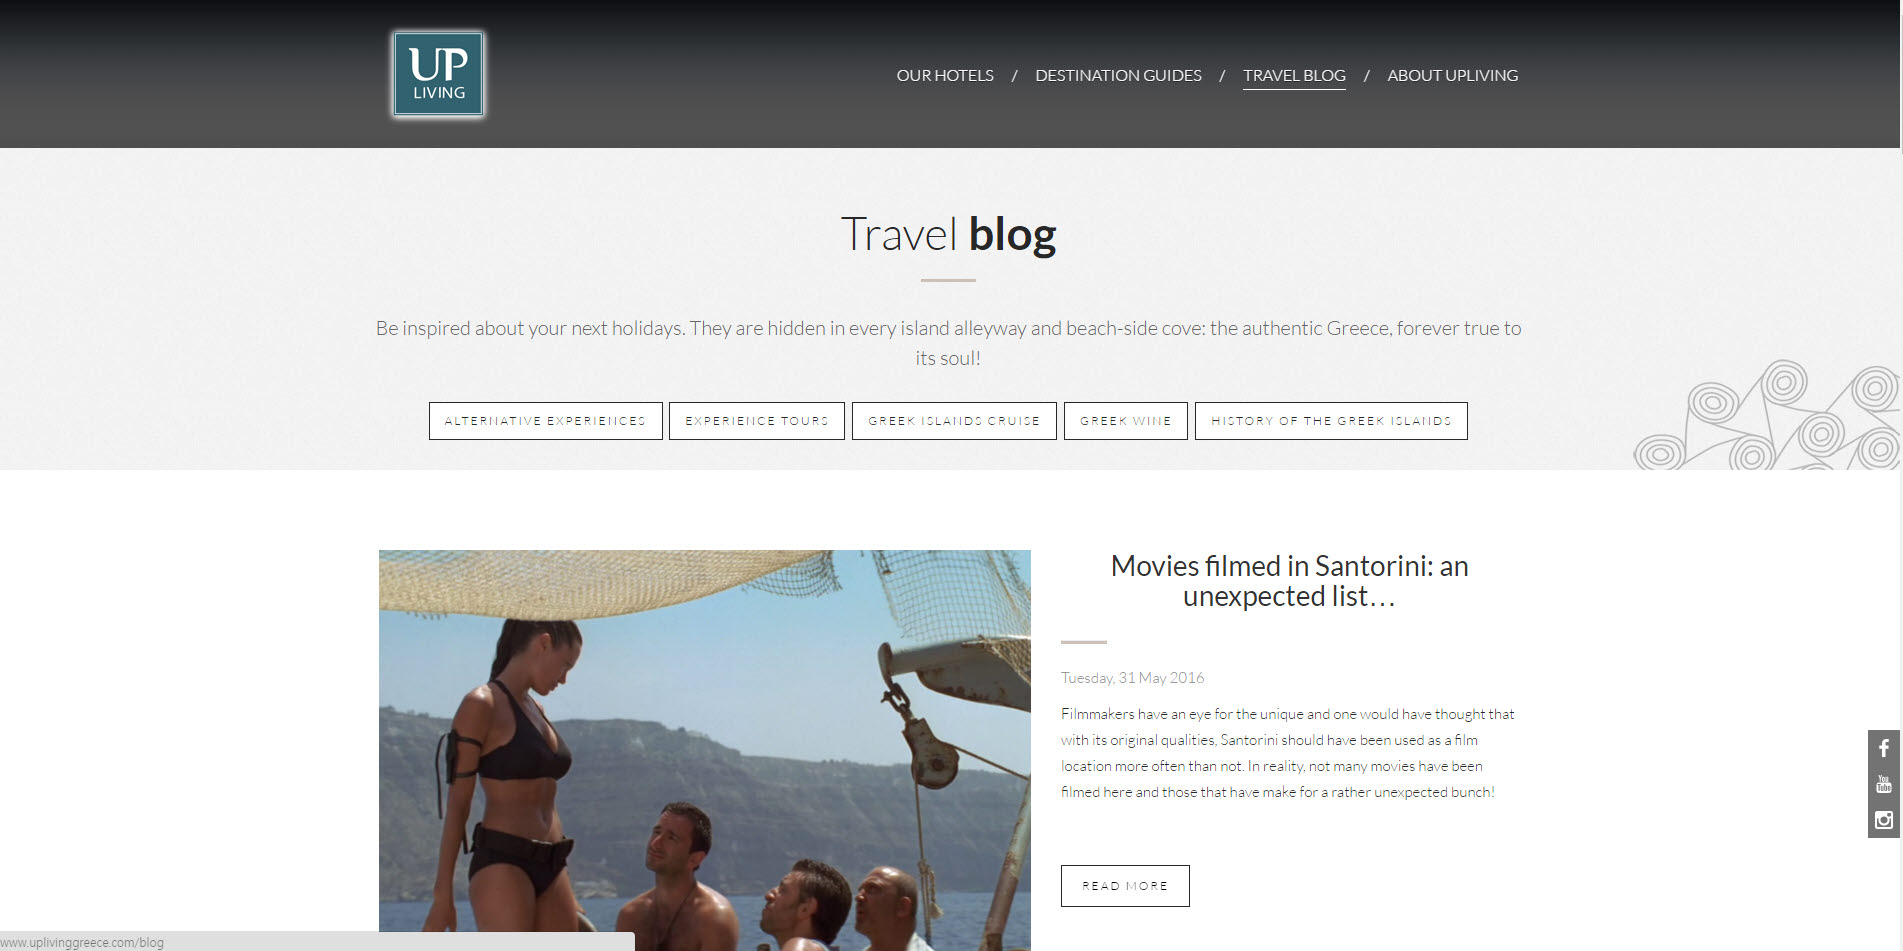 UP
LIVING
OUR HOTELS / DESTINATION GUIDES / TRAVEL BLOG / ABOUT UPLIVING
Travel blog
Be inspired about your next holidays. They are hidden in every island alleyway and beach-side cove: the authentic Greece, forever true to
its soul!
ALTERNATIVE EXPERIENCES
EXPERIENCE TOURS
GREEK ISLANDS CRUISE
GREEK WINE
HISTORY OF THE GREEK ISLANDS
Movies filmed in Santorini: an
unexpected list...
Tuesday, 31 May 2016
Filmmakers have an eye for the unique and one would have thought that
with its original qualities, Santorini should have been used as a film
location more often than not. In reality, not many movies have been
filmed here and those that have make for a rather unexpected bunch!
You
Tube
READ MORE
www.uplivinggreece.com/blog